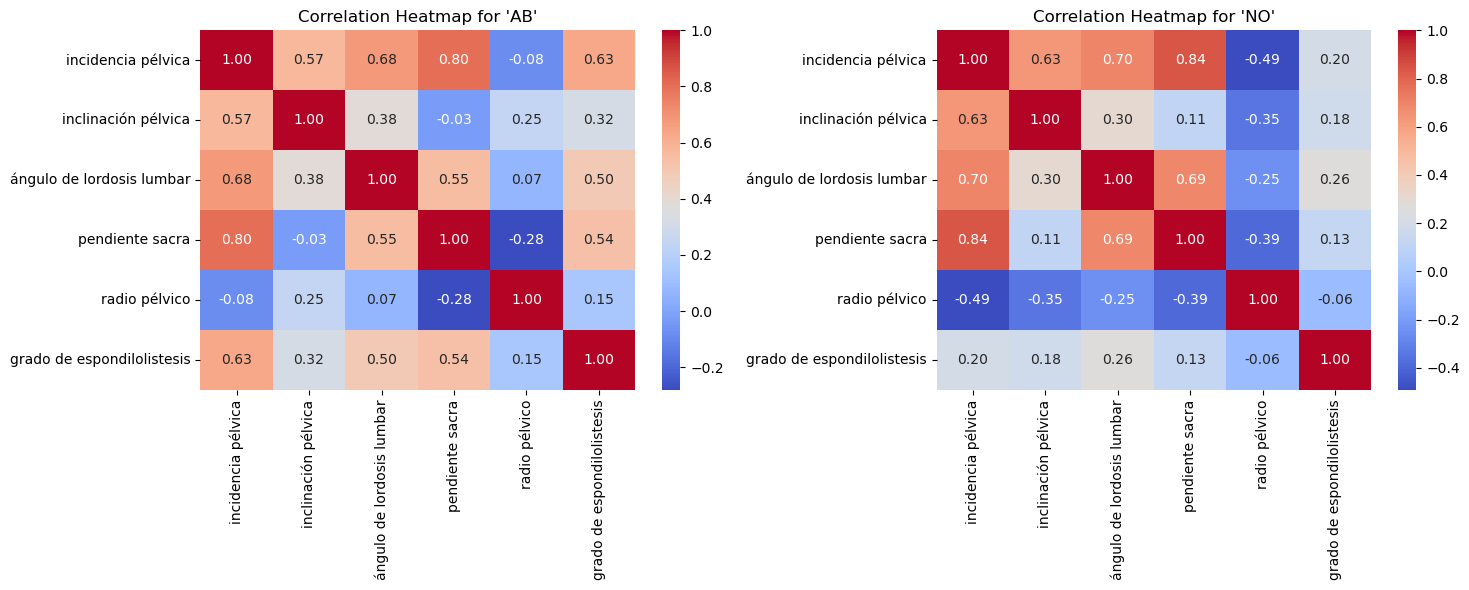 Correlation Heatmap for 'AB'
incidencia pélvica 1.00 0.57 0.68 0.80 -0.08 0.63
inclinación pélvica 0.57 1.00 0.38 -0.03 0.25 0.32
ángulo de lordosis lumbar 0.68 0.38 1.00 0.55 0.07 0.50
pendiente sacra 0.80 -0.03 0.55 1.00 -0.28 0.54
radio pélvico -0.08 0.25 0.07 -0.28 1.00 0.15
grado de espondilolistesis 0.63 0.32 0.50 0.54 0.15 1.00
incidencia pélvica
inclinación pélvica
ángulo de lordosis lumbar
pendiente sacra
radio pélvico
grado de espondilolistesis
1.0
0.8
0.6
0.4
0.2
0.0
−0.2
Correlation Heatmap for 'NO'
incidencia pélvica 1.00 0.63 0.70 0.84 -0.49 0.20
inclinación pélvica 0.63 1.00 0.30 0.11 -0.35 0.18
ángulo de lordosis lumbar 0.70 0.30 1.00 0.69 -0.25 0.26
pendiente sacra 0.84 0.11 0.69 1.00 -0.39 0.13
radio pélvico -0.49 -0.35 -0.25 -0.39 1.00 -0.06
grado de espondilolistesis 0.20 0.18 0.26 0.13 -0.06 1.00
incidencia pélvica
inclinación pélvica
ángulo de lordosis lumbar
pendiente sacra
radio pélvico
grado de espondilolistesis
1.0
0.8
0.6
0.4
0.2
0.0
−0.2
−0.4